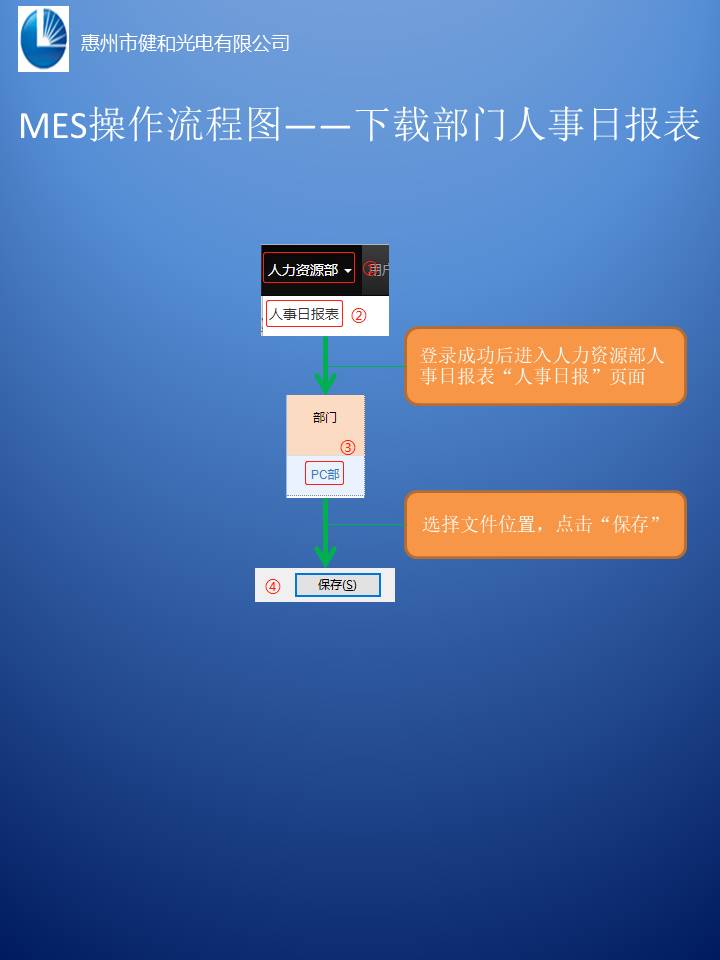 惠州市健和光电有限公司
MES操作流程图——下载部门人事日报表
人力资源部
①
用户
人事日报表
②
登录成功后进入人力资源部人
事日报表“人事日报”页面
部门
③
PC部
选择文件位置，点击“保存”
④
保存(S)